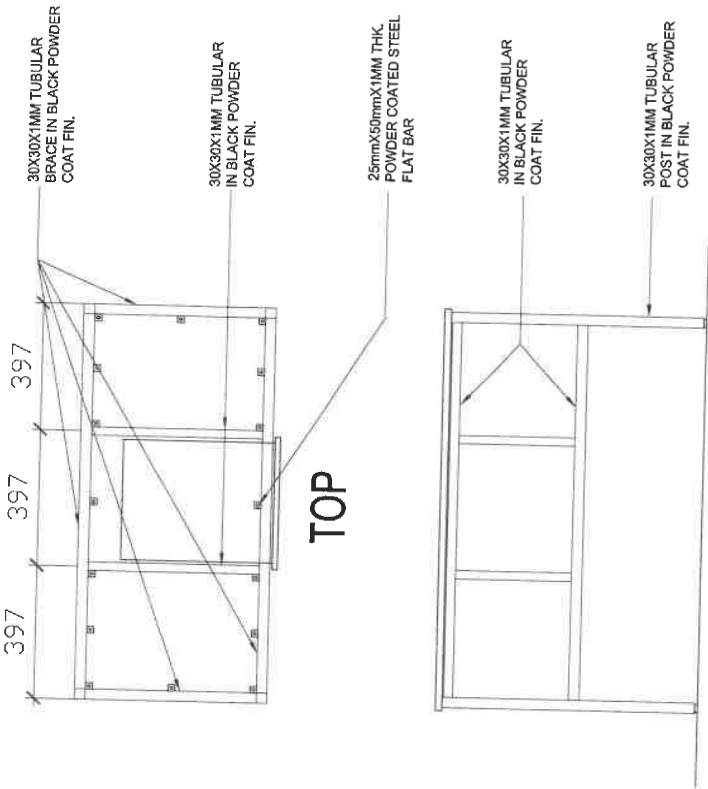 397
397
397
TOP
30X30X1MM TUBULAR
BRACE IN BLACK POWDER
COAT FIN.
30X30X1MM TUBULAR
IN BLACK POWDER
COAT FIN.
25mmX50mmX1MM THK.
POWDER COATED STEEL
FLAT BAR
30X30X1MM TUBULAR
IN BLACK POWDER
COAT FIN.
30X30X1MM TUBULAR
POST IN BLACK POWDER
COAT FIN.